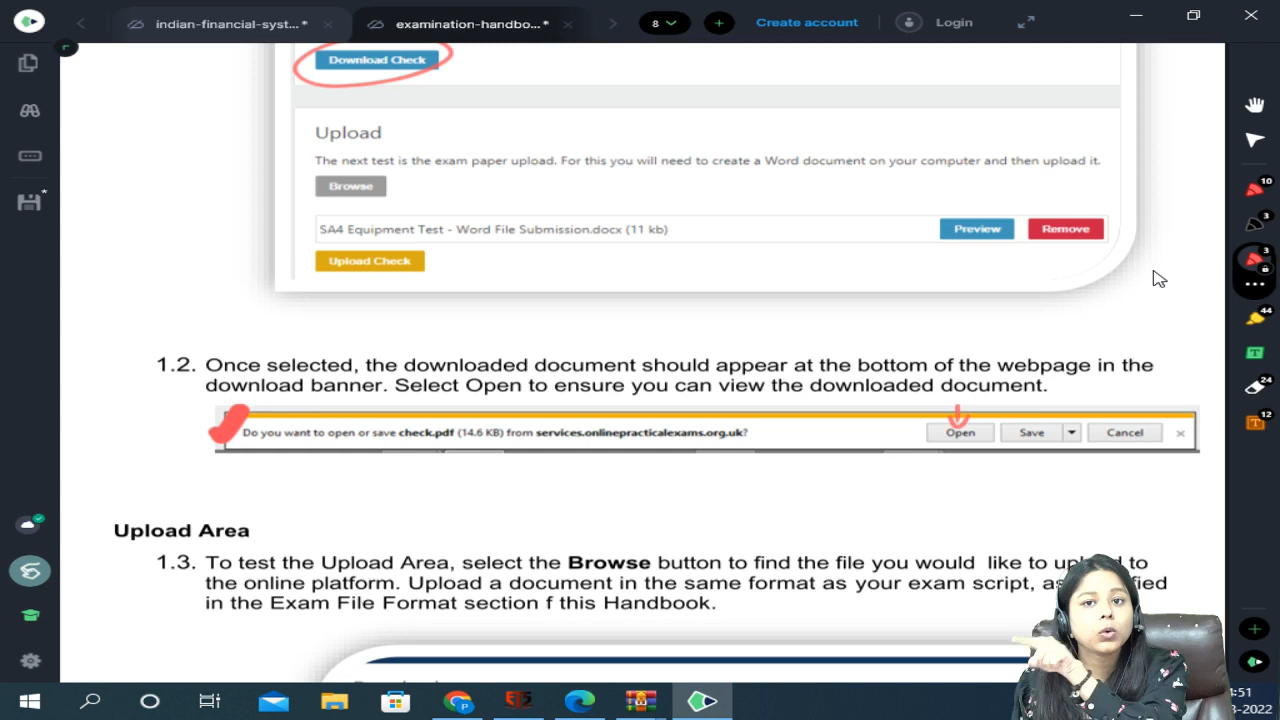 indian-financial-syst...*
examination-handbo...*
8
Create account
Login
10
3
3
44
24
12
Download Check
Upload
The next test is the exam paper upload. For this you will need to create a Word document on your computer and then upload it.
Browse
SA4 Equipment Test - Word File Submission.docx (11 kb)
Preview
Remove
Upload Check
1.2. Once selected, the downloaded document should appear at the bottom of the webpage in the
download banner. Select Open to ensure you can view the downloaded document.
Do you want to open or save check.pdf (14.6 KB) from services.onlinepracticalexams.org.uk?
Open
Save
Cancel
Upload Area
1.3. To test the Upload Area, select the Browse button to find the file you would like to to
the online platform. Upload a document in the same format as your exam script,
in the Exam File Format section f this Handbook.